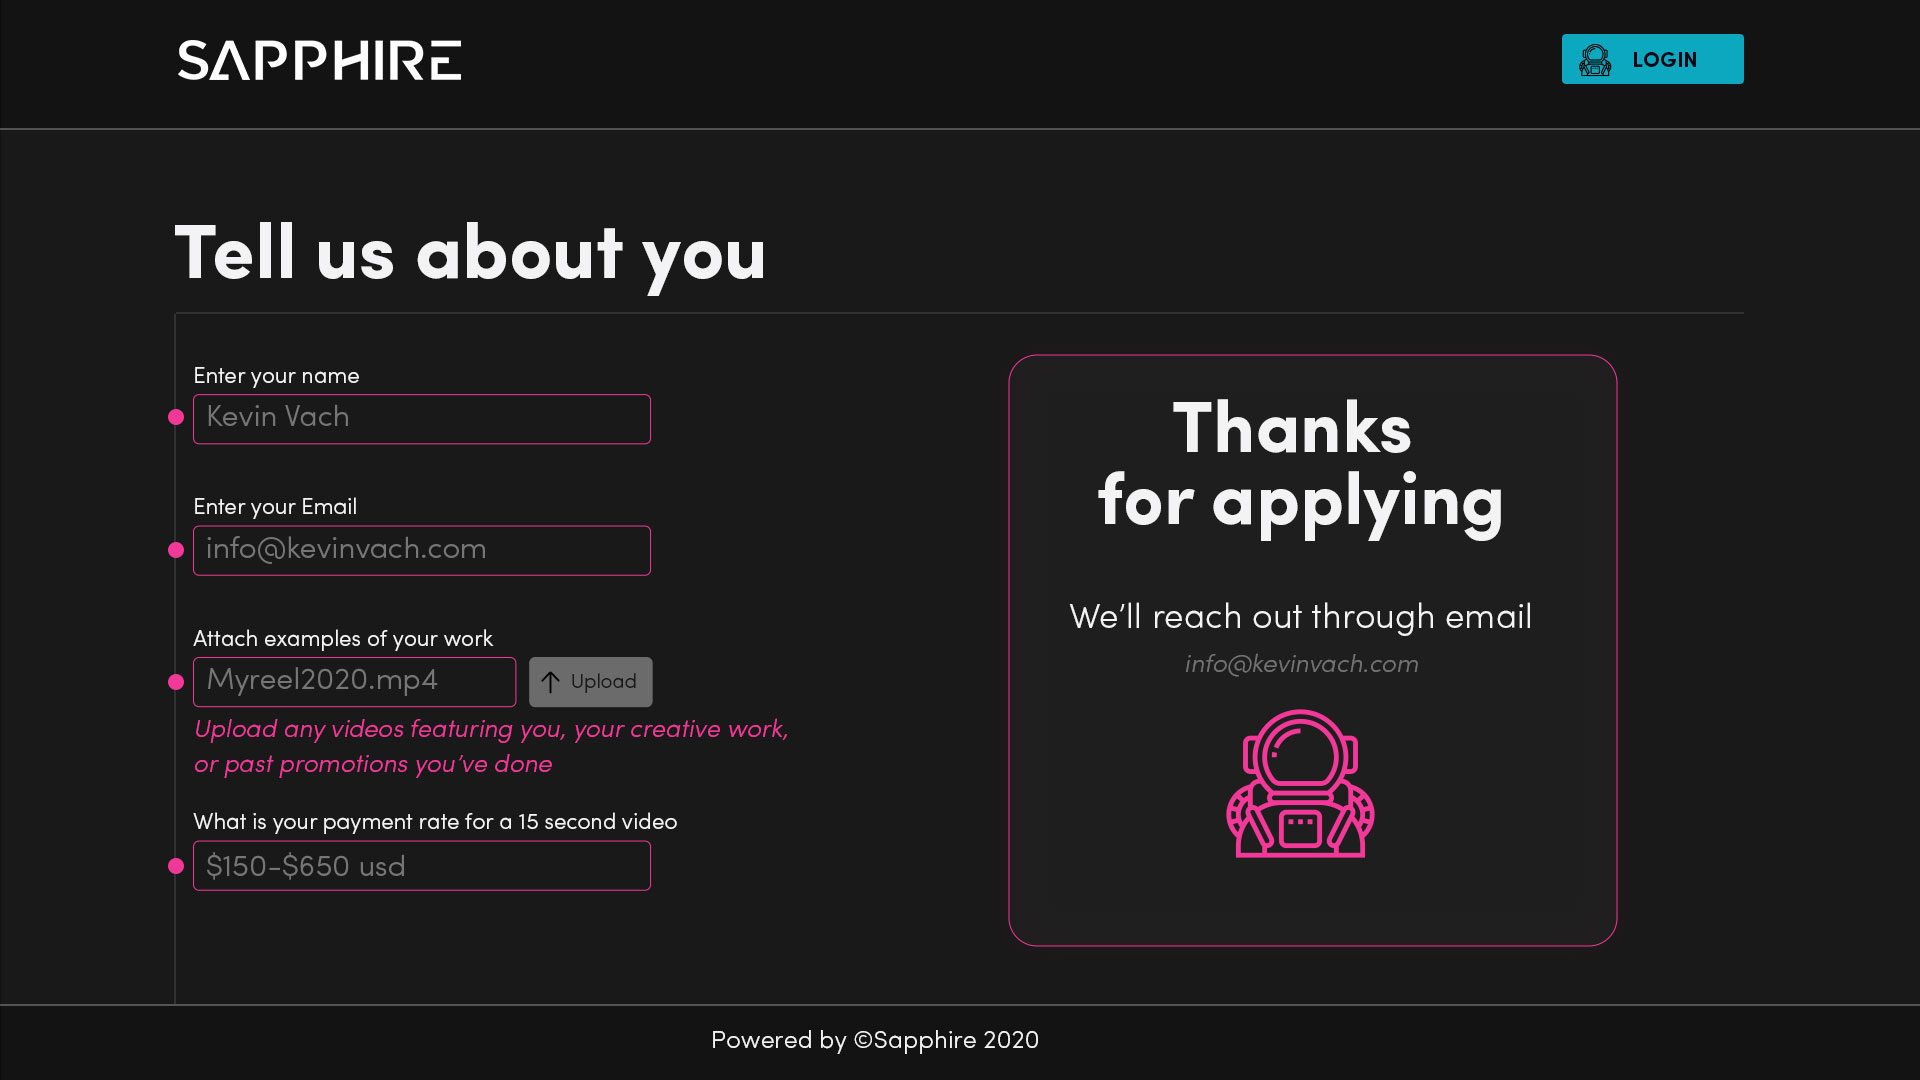 SAPPHIRE
LOGIN
Tell us about you
Enter your name
Kevin Vach
Enter your Email
info@kevinvach.com
Attach examples of your work
Myreel2020.mp4
Upload
Upload any videos featuring you, your creative work,
or past promotions you’ve done
What is your payment rate for a 15 second video
$150-$650 usd
Thanks
for applying
We’ll reach out through email
info@kevinvach.com
Powered by ©Sapphire 2020